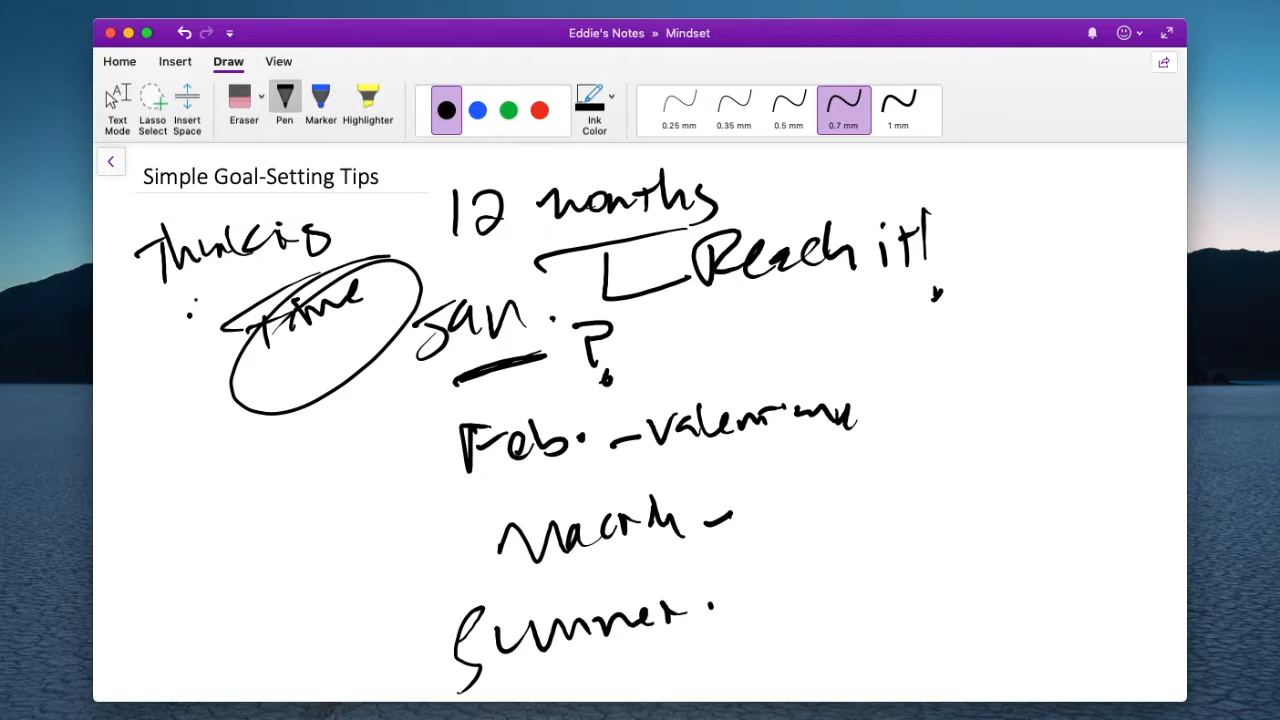 Eddie's Notes » Mindset
Home Insert Draw View
Text Mode
Lasso Select
Insert Space
Eraser
Pen
Marker
Highlighter
Ink Color
0.25 mm
0.35 mm
0.5 mm
0.7 mm
1 mm
Simple Goal-Setting Tips
12 months
Thinking
Reach it!
Time
Jan. ?
Feb. - Valentine
March -
Summer.